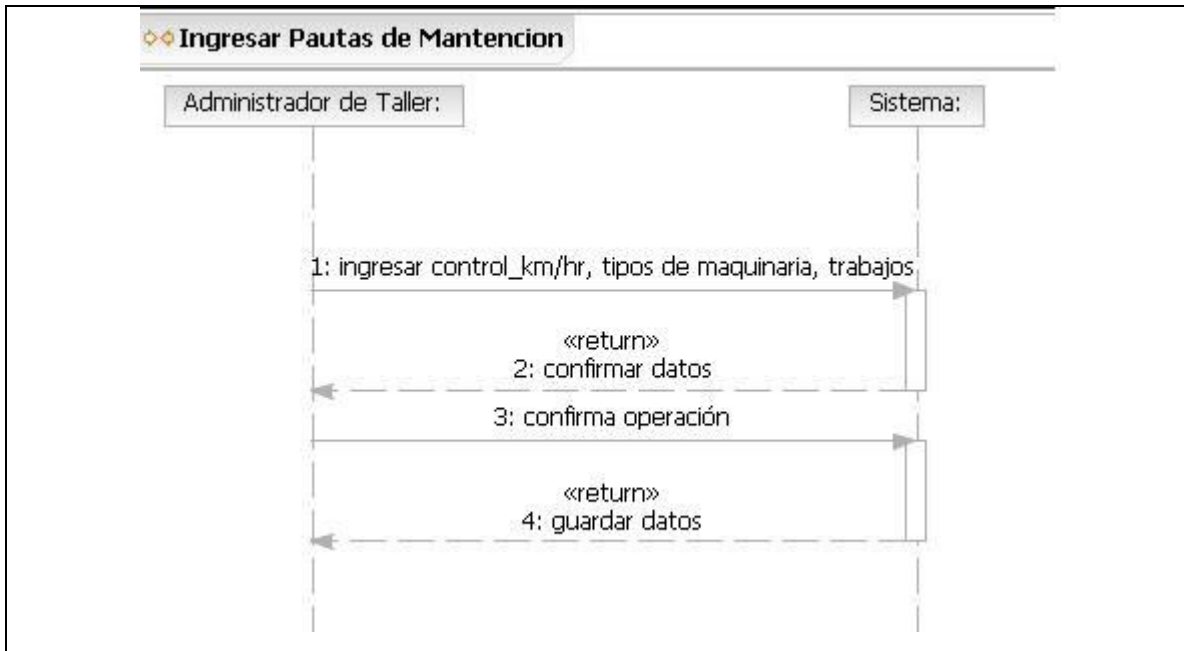 Ingresar Pautas de Mantencion
Administrador de Taller:
Sistema:
1: ingresar control_km/hr, tipos de maquinaria, trabajos
«return»
2: confirmar datos
3: confirma operación
«return»
4: guardar datos